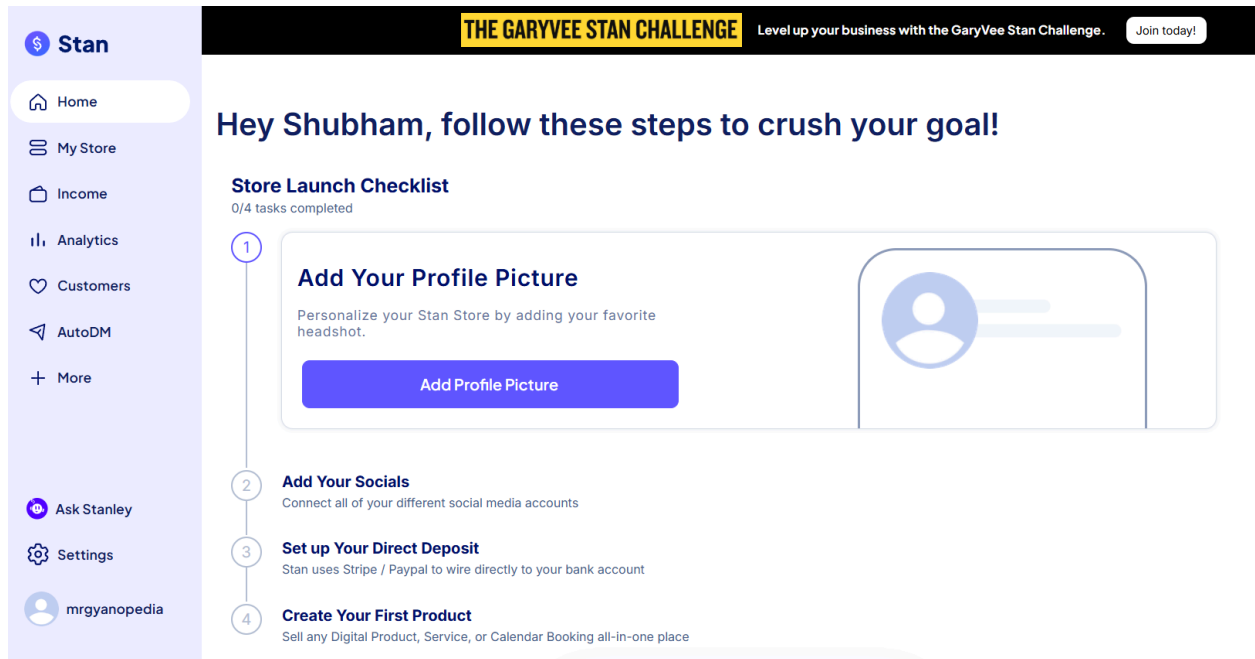 Stan
Home
My Store
Income
Analytics
Customers
AutoDM
More
Ask Stanley
Settings
mrgyanopedia
THE GARYVEE STAN CHALLENGE
Level up your business with the GaryVee Stan Challenge.
Join today!
Hey Shubham, follow these steps to crush your goal!
Store Launch Checklist
0/4 tasks completed
1
Add Your Profile Picture
Personalize your Stan Store by adding your favorite
headshot.
Add Profile Picture
2
Add Your Socials
Connect all of your different social media accounts
3
Set up Your Direct Deposit
Stan uses Stripe / Paypal to wire directly to your bank account
4
Create Your First Product
Sell any Digital Product, Service, or Calendar Booking all-in-one place